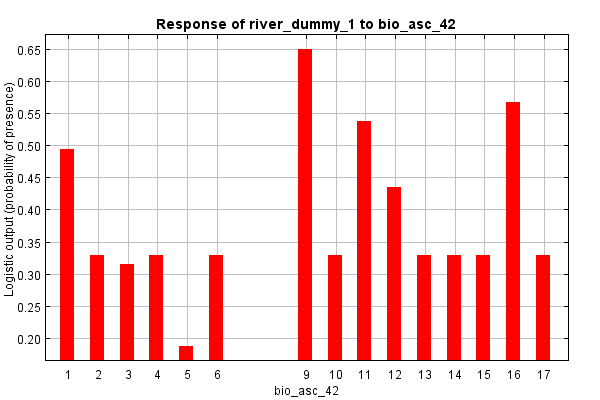 Response of river_dummy_1 to bio_asc_42
Logistic output (probability of presence)
0.65
0.60
0.55
0.50
0.45
0.40
0.35
0.30
0.25
0.20
1 2 3 4 5 6 9 10 11 12 13 14 15 16 17
bio_asc_42